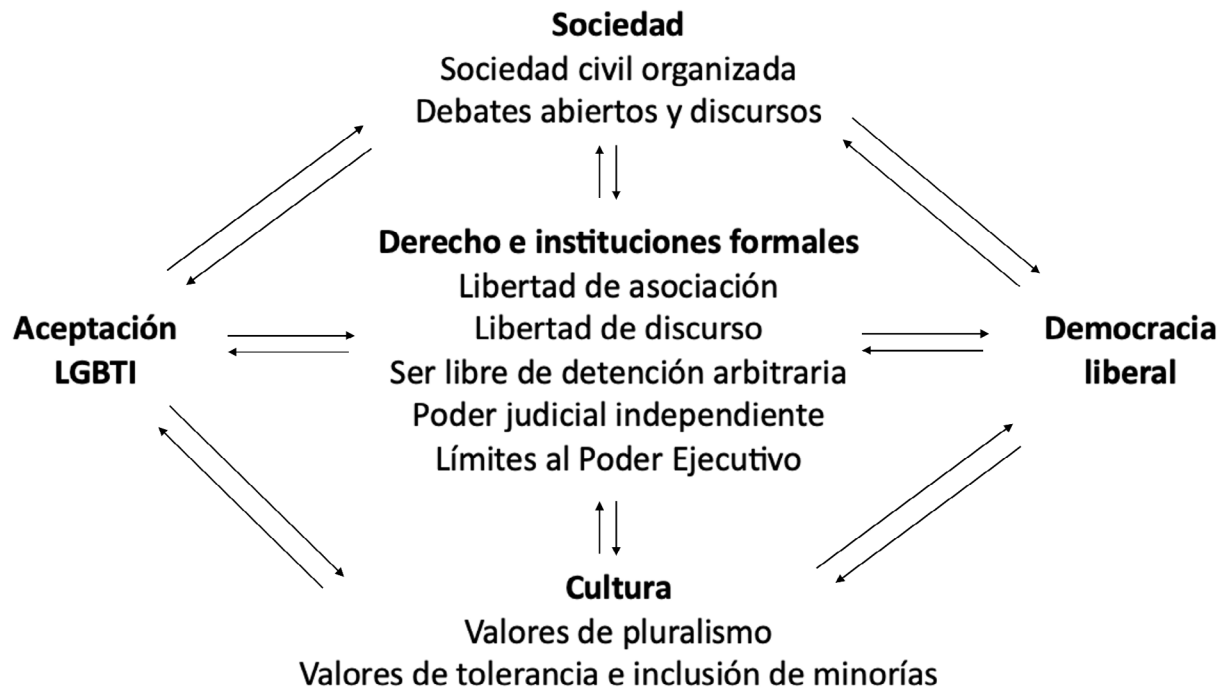 Sociedad
Sociedad civil organizada
Debates abiertos y discursos
Derecho e instituciones formales
Libertad de asociación
Libertad de discurso
Ser libre de detención arbitraria
Poder judicial independiente
Límites al Poder Ejecutivo
Aceptación
LGBTI
Democracia
liberal
Cultura
Valores de pluralismo
Valores de tolerancia e inclusión de minorías